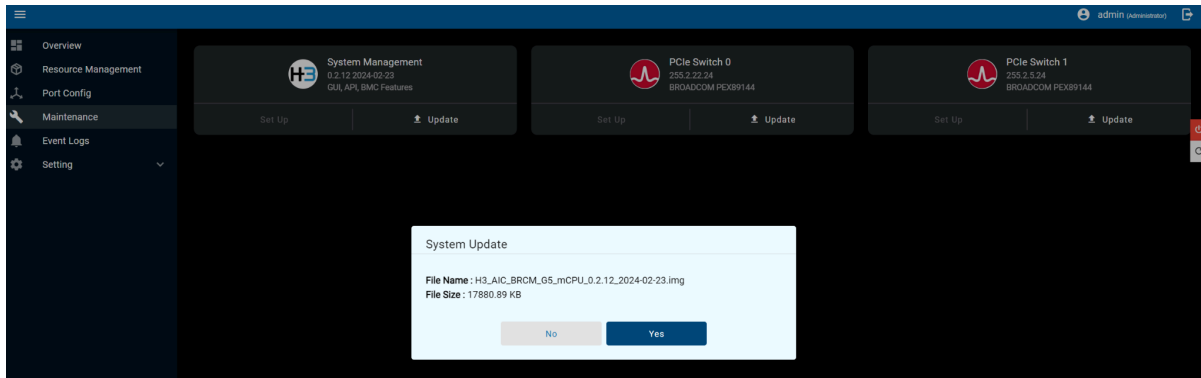 admin (Administrator)
Overview
Resource Management
Port Config
Maintenance
Event Logs
Setting
H3
System Management
0.2.12 2024-02-23
GUI, API, BMC Features
Set Up
Update
PCIe Switch 0
255.2.22.24
BROADCOM PEX89144
Set Up
Update
PCIe Switch 1
255.2.5.24
BROADCOM PEX89144
Set Up
Update
System Update
File Name : H3_AIC_BRCM_G5_mCPU_0.2.12_2024-02-23.img
File Size : 17880.89 KB
No
Yes